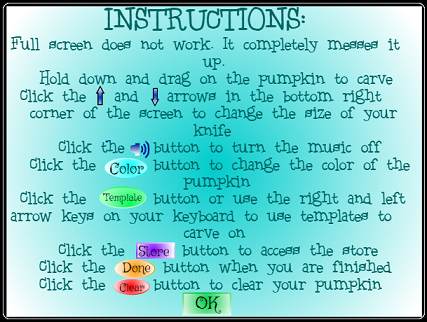 INSTRUCTIONS:
Full screen does not work. It completely messes it
up.
Hold down and drag on the pumpkin to carve
Click the and arrows in the bottom right
corner of the screen to change the size of your
knife
Click the button to turn the music off
Click the Color button to change the color of the
pumpkin
Click the Template button or use the right and left
arrow keys on your keyboard to use templates to
carve on
Click the Store button to access the store
Click the Done button when you are finished
Click the Clear button to clear your pumpkin
OK